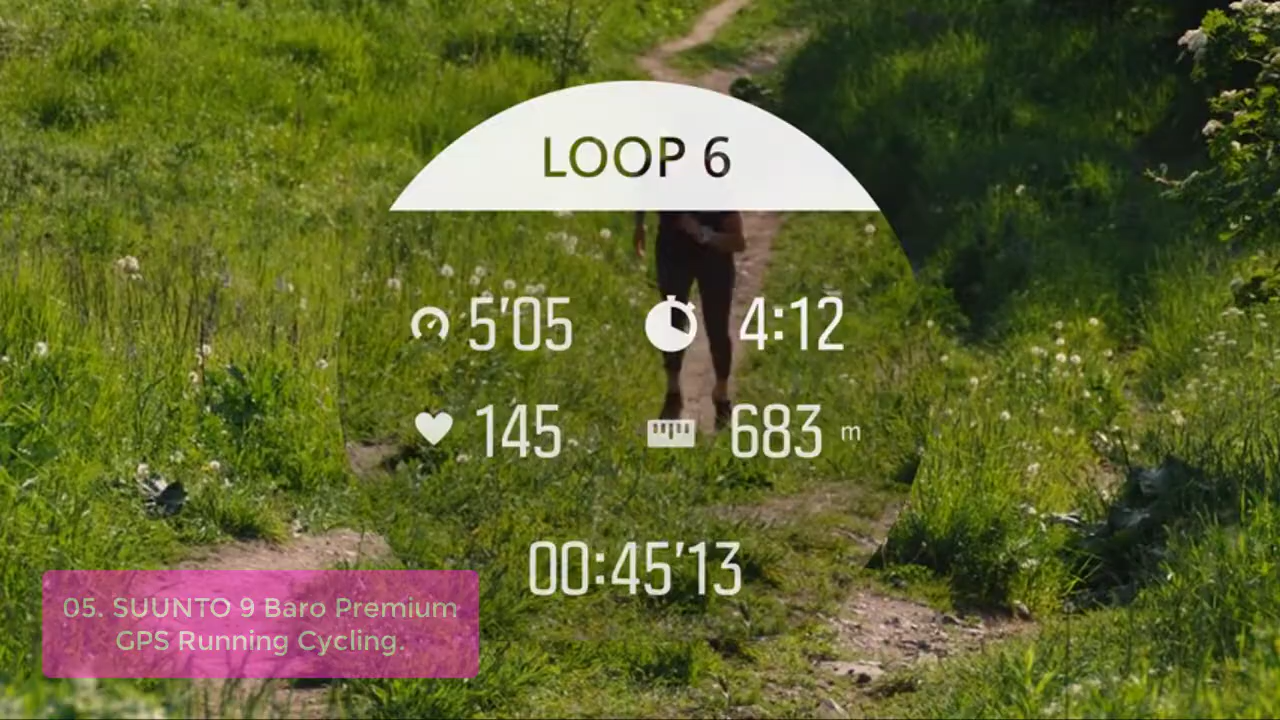 LOOP 6
5'05 4:12
145 683 m
00:45'13
05. SUUNTO 9 Baro Premium
GPS Running Cycling.